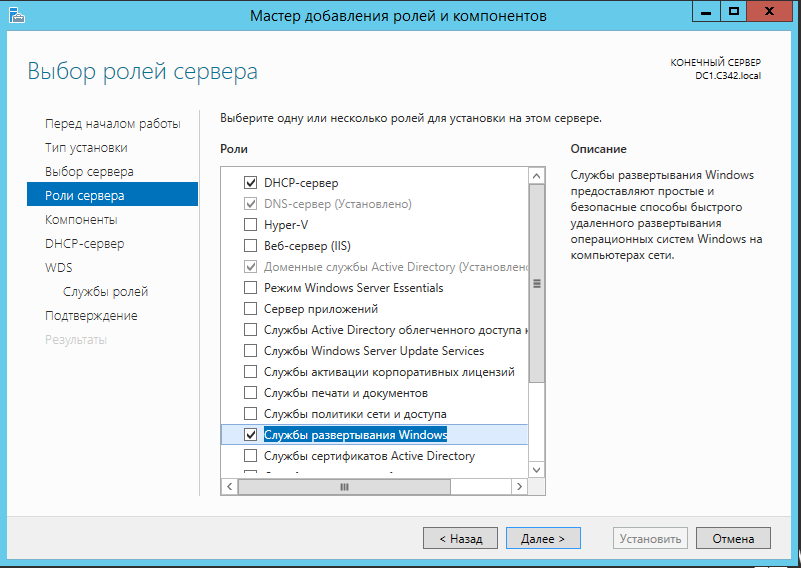 Мастер добавления ролей и компонентов
Выбор ролей сервера
КОНЕЧНЫЙ СЕРВЕР
DC1.C342.local
Перед началом работы
Тип установки
Выбор сервера
Роли сервера
Компоненты
DHCP-сервер
WDS
Службы ролей
Подтверждение
Результаты
Выберите одну или несколько ролей для установки на этом сервере.
Роли
DHCP-сервер
DNS-сервер (Установлено)
Hyper-V
Веб-сервер (IIS)
Доменные службы Active Directory (Установлено
Режим Windows Server Essentials
Сервер приложений
Службы Active Directory облегченного доступа к
Службы Windows Server Update Services
Службы активации корпоративных лицензий
Службы печати и документов
Службы политики сети и доступа
Службы развертывания Windows
Службы сертификатов Active Directory
Описание
Службы развертывания Windows
предоставляют простые и
безопасные способы быстрого
удаленного развертывания
операционных систем Windows на
компьютерах сети.
< Назад
Далее >
Установить
Отмена